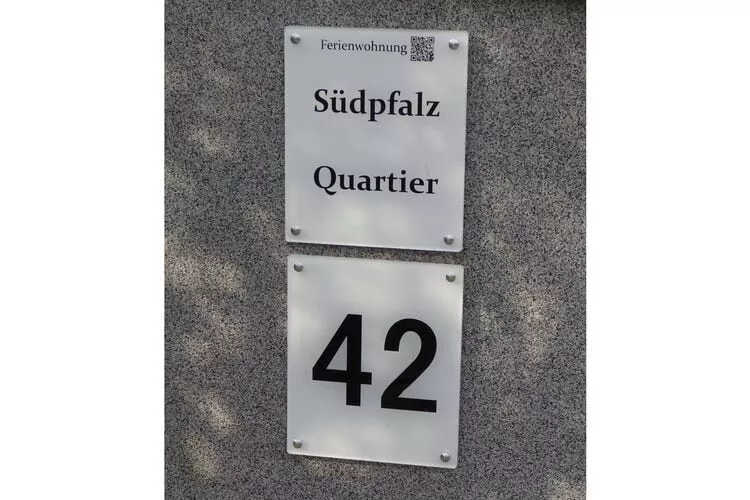 Ferienwohnung
Südpfalz
Quartier
42